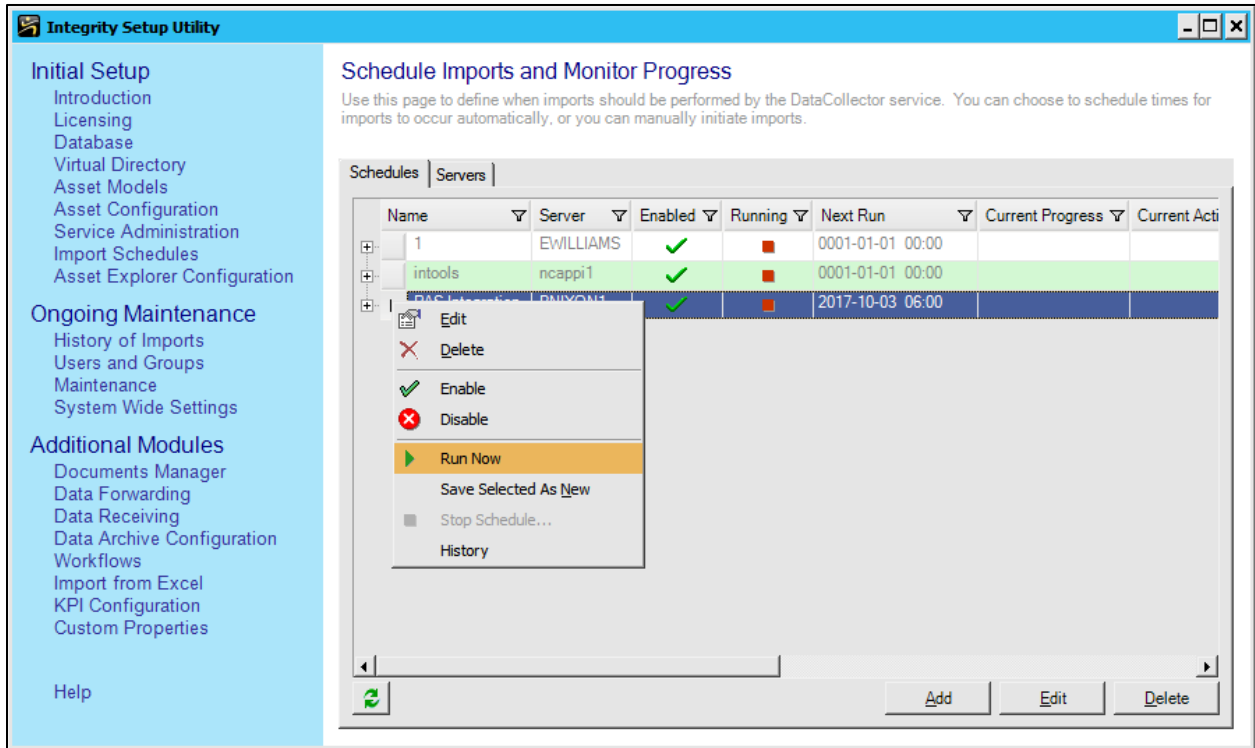 Integrity Setup Utility
Initial Setup
Introduction
Licensing
Database
Virtual Directory
Asset Models
Asset Configuration
Service Administration
Import Schedules
Asset Explorer Configuration
Ongoing Maintenance
History of Imports
Users and Groups
Maintenance
System Wide Settings
Additional Modules
Documents Manager
Data Forwarding
Data Receiving
Data Archive Configuration
Workflows
Import from Excel
KPI Configuration
Custom Properties
Help
Schedule Imports and Monitor Progress
Use this page to define when imports should be performed by the DataCollector service. You can choose to schedule times for
imports to occur automatically, or you can manually initiate imports.
Schedules Servers
Name Server Enabled Running Next Run Current Progress Current Acti
1 EWILLIAMS 0001-01-01 00:00
intools ncappi1 0001-01-01 00:00
PAS Integration PNIXON1 2017-10-03 06:00
Edit
Delete
Enable
Disable
Run Now
Save Selected As New
Stop Schedule...
History
Add Edit Delete